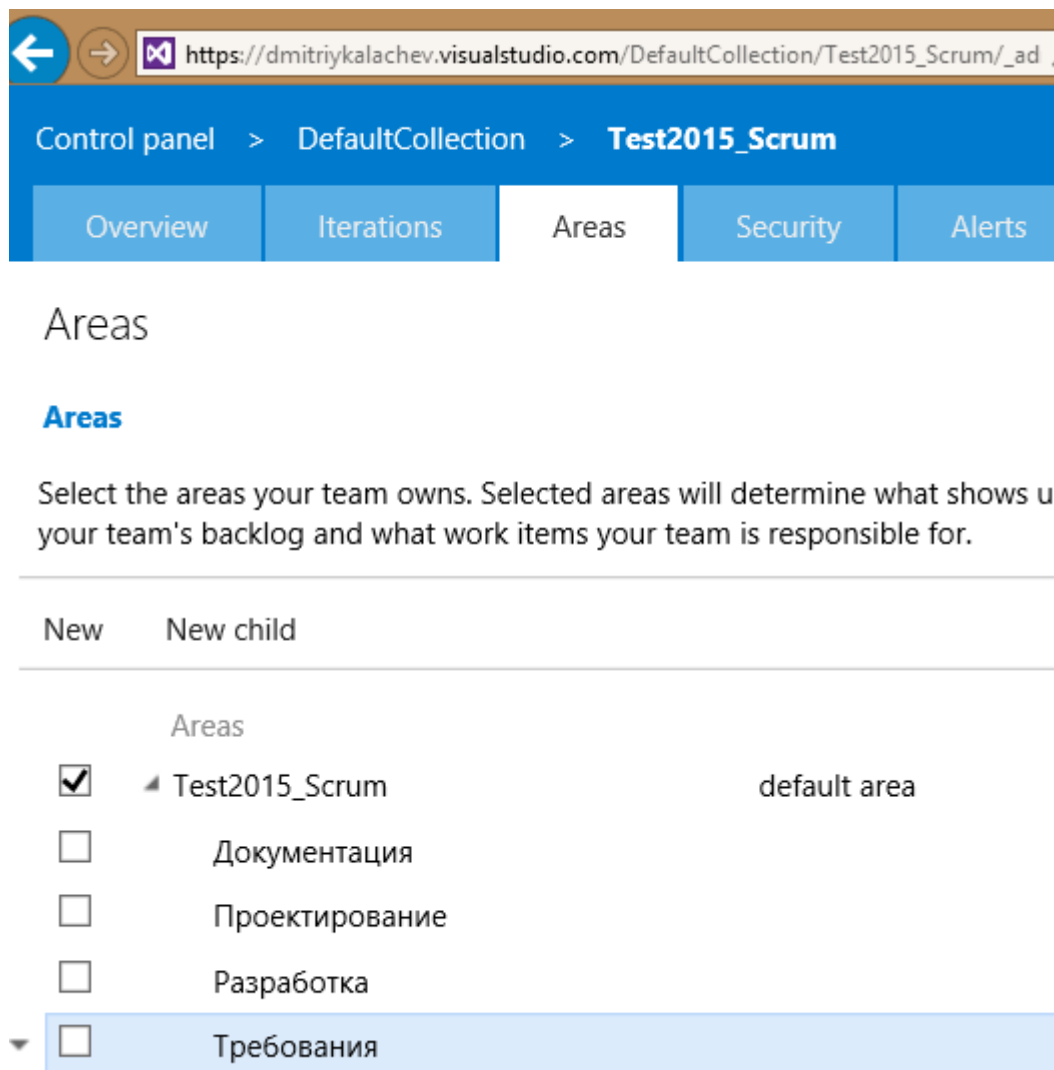 https://dmitriykalachev.visualstudio.com/DefaultCollection/Test2015_Scrum/_ad
Control panel > DefaultCollection > Test2015_Scrum
Overview Iterations Areas Security Alerts
Areas
Areas
Select the areas your team owns. Selected areas will determine what shows u
your team's backlog and what work items your team is responsible for.
New New child
Areas
Test2015_Scrum default area
Документация
Проектирование
Разработка
Требования